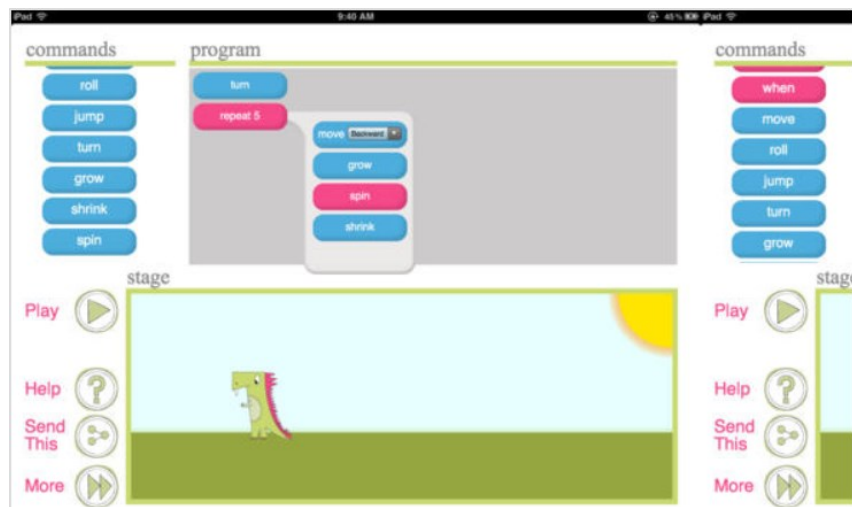 iPad 9:40 AM 45% iPad
commands program commands
roll
jump
turn
grow
shrink
spin
turn
repeat 5
move Backward
grow
spin
shrink
when
move
roll
jump
turn
grow
stage
Play
Help
Send
This
More
stage
Play
Help
Send
This
More